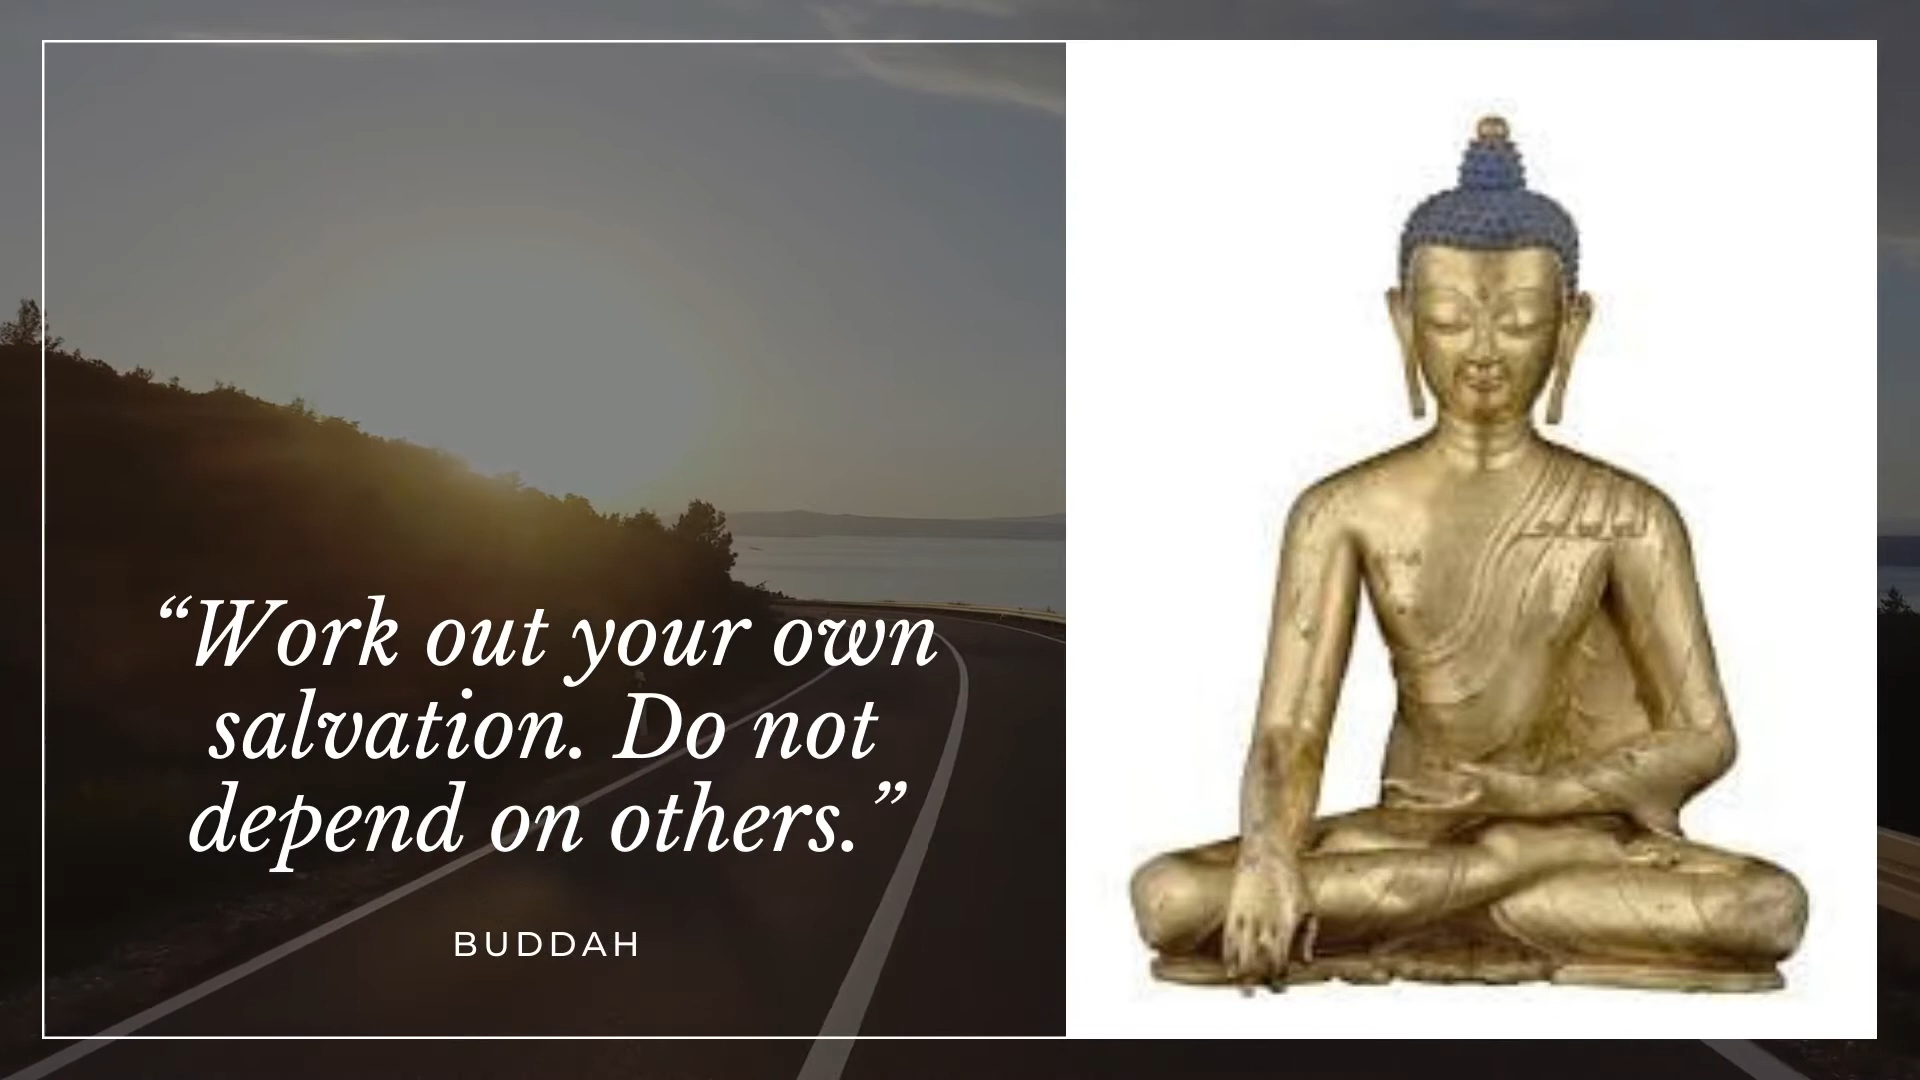 “Work out your own
salvation. Do not
depend on others.”
BUDDAH